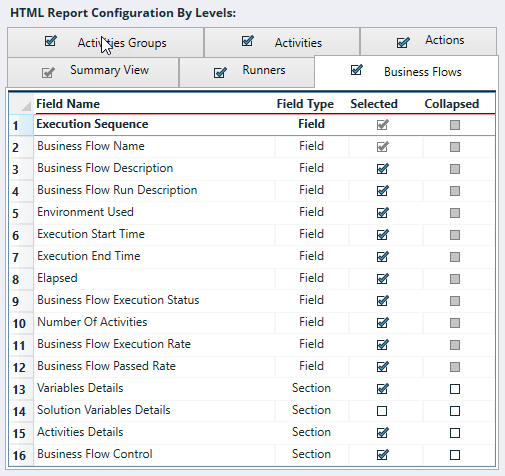 HTML Report Configuration By Levels:
Activities Groups Activities Actions
Summary View Runners Business Flows
Field Name Field Type Selected Collapsed
1 Execution Sequence Field
2 Business Flow Name Field
3 Business Flow Description Field
4 Business Flow Run Description Field
5 Environment Used Field
6 Execution Start Time Field
7 Execution End Time Field
8 Elapsed Field
9 Business Flow Execution Status Field
10 Number Of Activities Field
11 Business Flow Execution Rate Field
12 Business Flow Passed Rate Field
13 Variables Details Section
14 Solution Variables Details Section
15 Activities Details Section
16 Business Flow Control Section